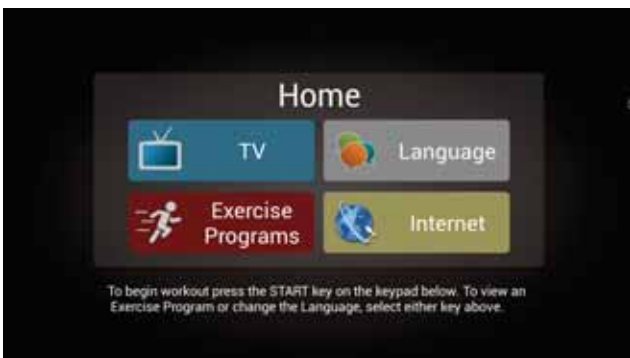 Home
TV
Language
Exercise
Programs
Internet
To begin workout press the START key on the keypad below. To view an
Exercise Program or change the Language, select either key above.